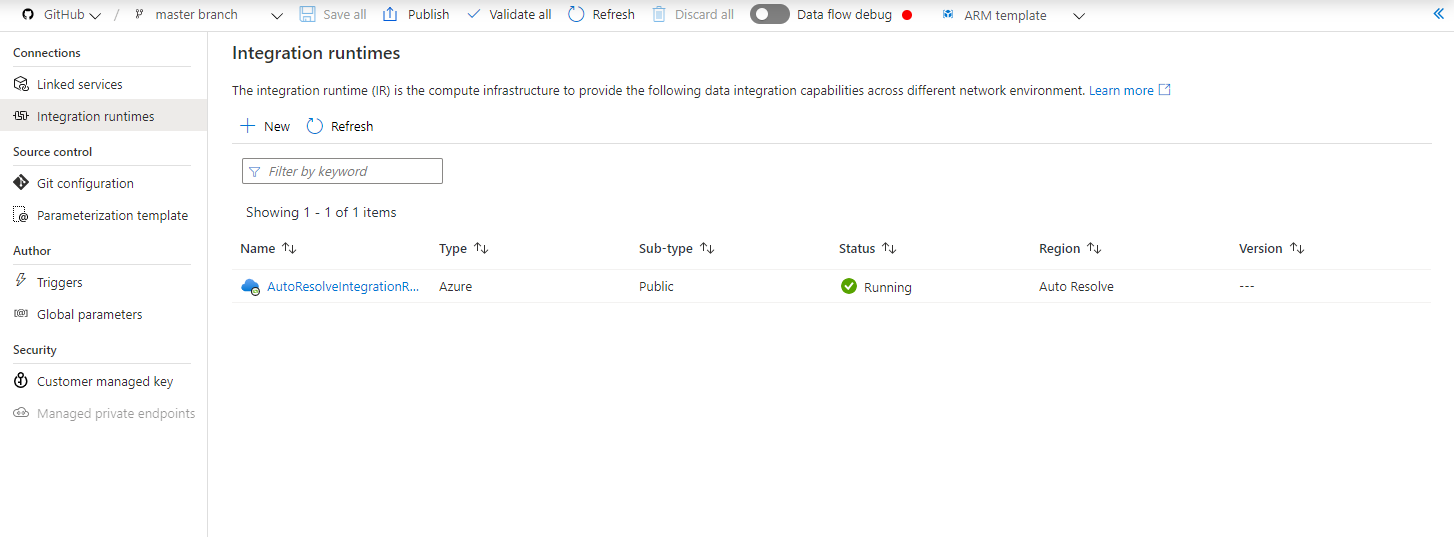 GitHub / master branch Save all Publish Validate all Refresh Discard all Data flow debug ARM template
Connections
Linked services
Integration runtimes
Source control
Git configuration
Parameterization template
Author
Triggers
Global parameters
Security
Customer managed key
Managed private endpoints
Integration runtimes
The integration runtime (IR) is the compute infrastructure to provide the following data integration capabilities across different network environment. Learn more
New Refresh
Filter by keyword
Showing 1 - 1 of 1 items
Name Type Sub-type Status Region Version
AutoResolveIntegrationR... Azure Public Running Auto Resolve ---